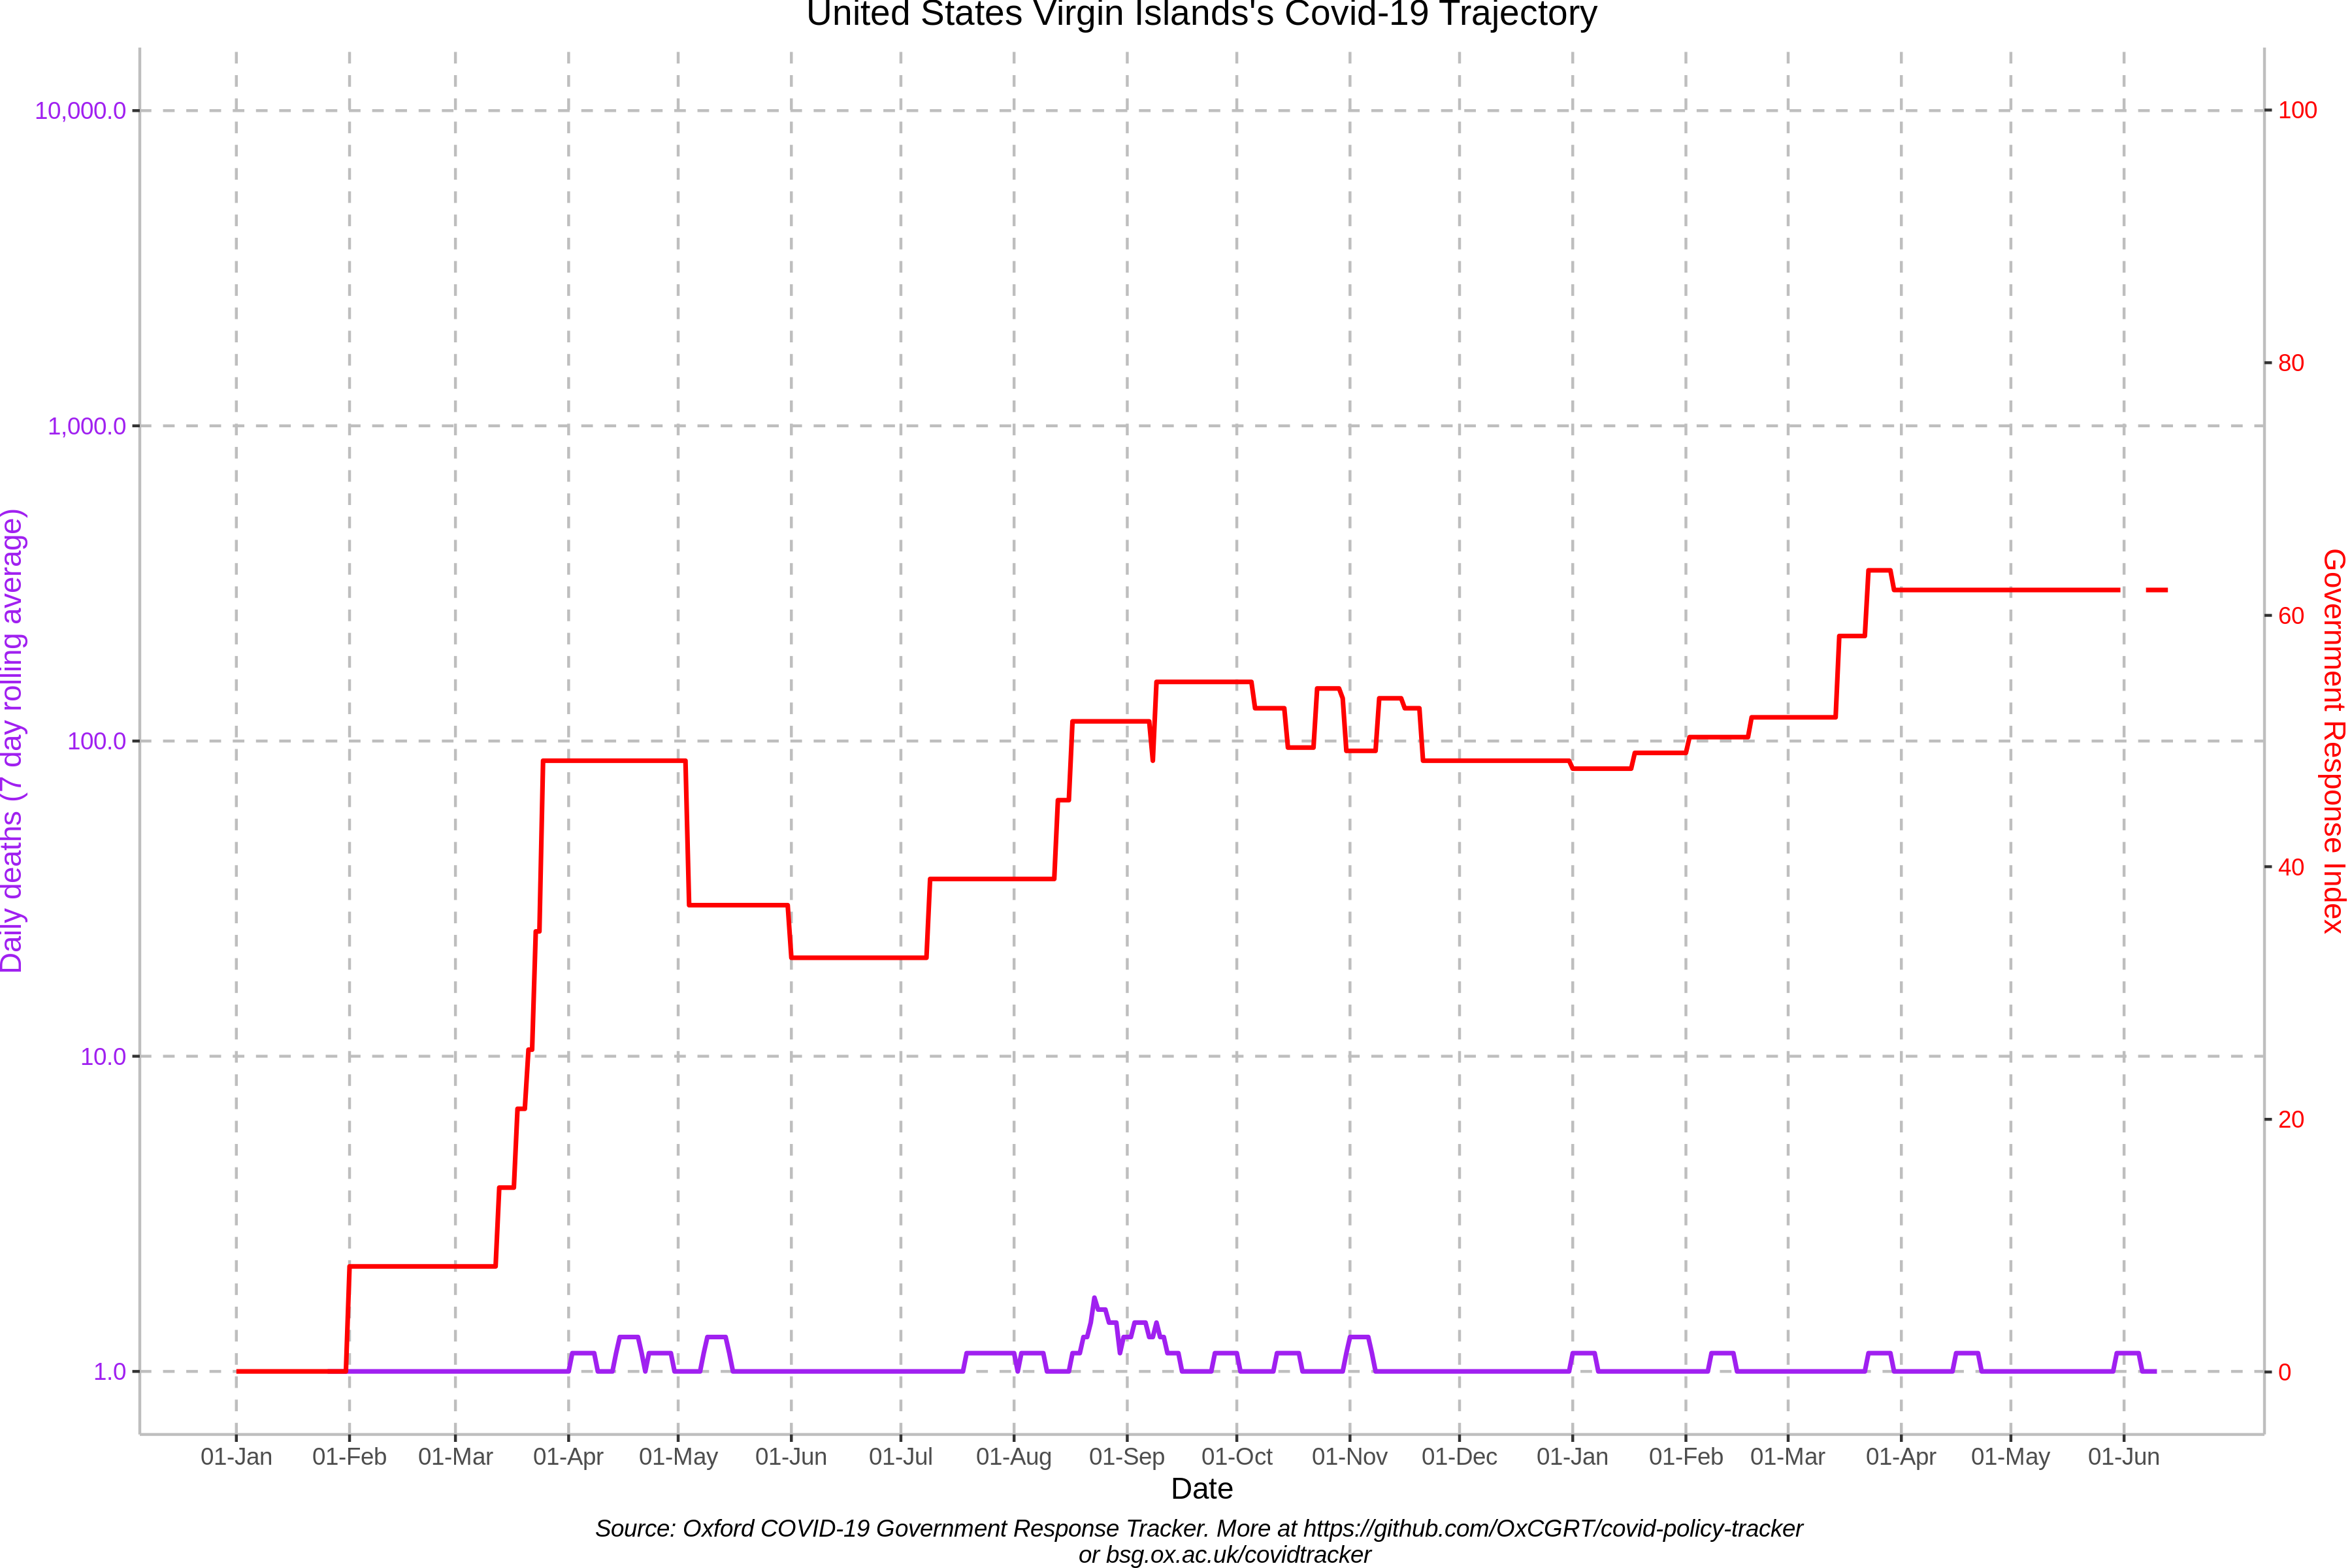 United States Virgin Islands's Covid-19 Trajectory
10,000.0
1,000.0
100.0
10.0
1.0
Daily deaths (7 day rolling average)
100
80
60
40
20
0
Government Response Index
01-Jan 01-Feb 01-Mar 01-Apr 01-May 01-Jun 01-Jul 01-Aug 01-Sep 01-Oct 01-Nov 01-Dec 01-Jan 01-Feb 01-Mar 01-Apr 01-May 01-Jun
Date
Source: Oxford COVID-19 Government Response Tracker. More at https://github.com/OxCGRT/covid-policy-tracker
or bsg.ox.ac.uk/covidtracker